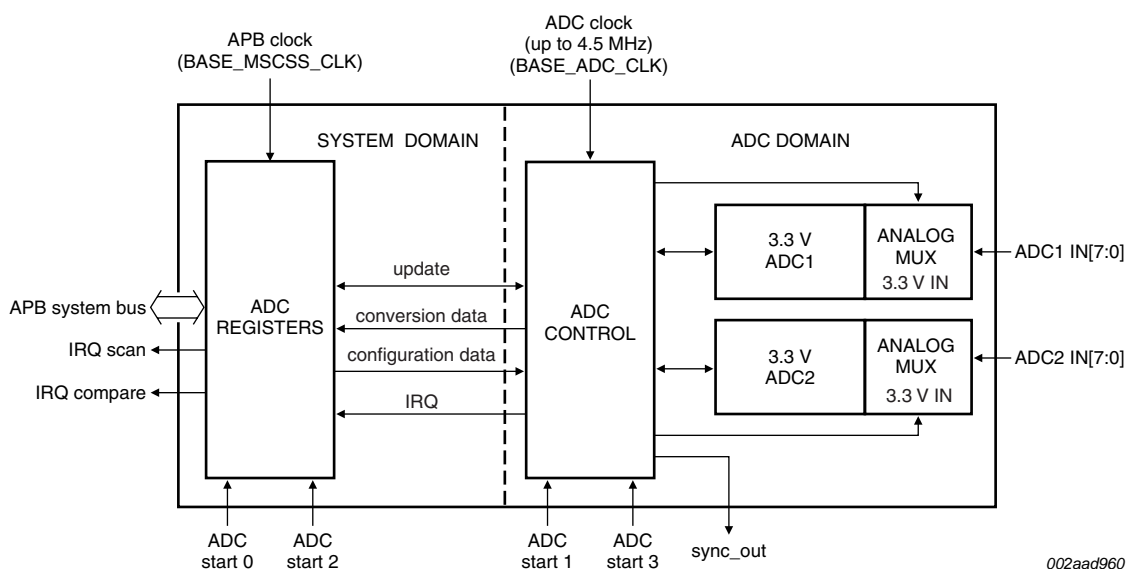 APB clock
(BASE_MSCSS_CLK)
ADC clock
(up to 4.5 MHz)
(BASE_ADC_CLK)
SYSTEM DOMAIN
ADC DOMAIN
ADC
REGISTERS
update
conversion data
configuration data
IRQ
ADC
CONTROL
3.3 V
ADC1
ANALOG
MUX
3.3 V IN
ADC1 IN[7:0]
3.3 V
ADC2
ANALOG
MUX
3.3 V IN
ADC2 IN[7:0]
APB system bus
IRQ scan
IRQ compare
ADC
start 0
ADC
start 2
ADC
start 1
ADC
start 3
sync_out
002aad960